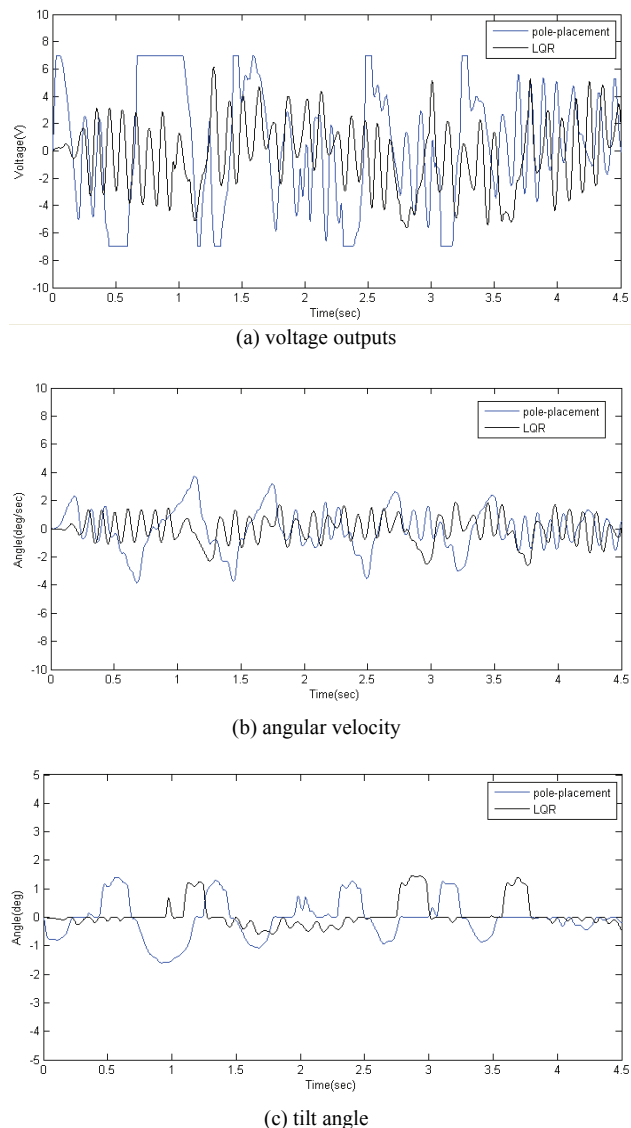 10
8
6
4
2
0
-2
-4
-6
-8
-10
Voltage(V)
pole-placement
LQR
0 0.5 1 1.5 2 2.5 3 3.5 4 4.5
Time(sec)
(a) voltage outputs
10
8
6
4
2
0
-2
-4
-6
-8
-10
Angle(deg/sec)
pole-placement
LQR
0 0.5 1 1.5 2 2.5 3 3.5 4 4.5
Time(sec)
(b) angular velocity
5
4
3
2
1
0
-1
-2
-3
-4
-5
Angle(deg)
pole-placement
LQR
0 0.5 1 1.5 2 2.5 3 3.5 4 4.5
Time(sec)
(c) tilt angle